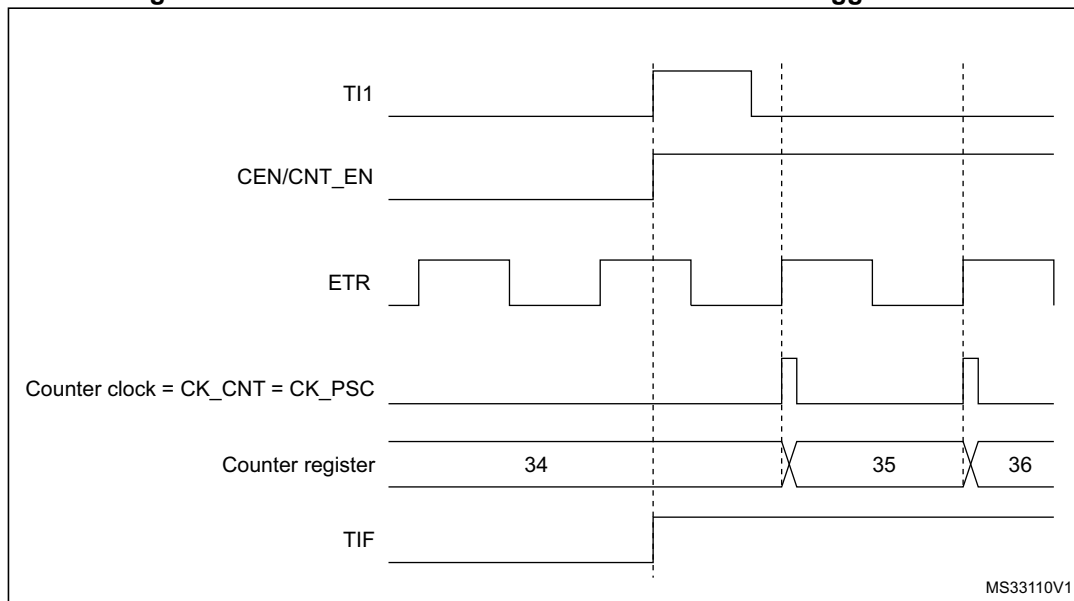 TI1
CEN/CNT_EN
ETR
Counter clock = CK_CNT = CK_PSC
Counter register 34 35 36
TIF
MS33110V1